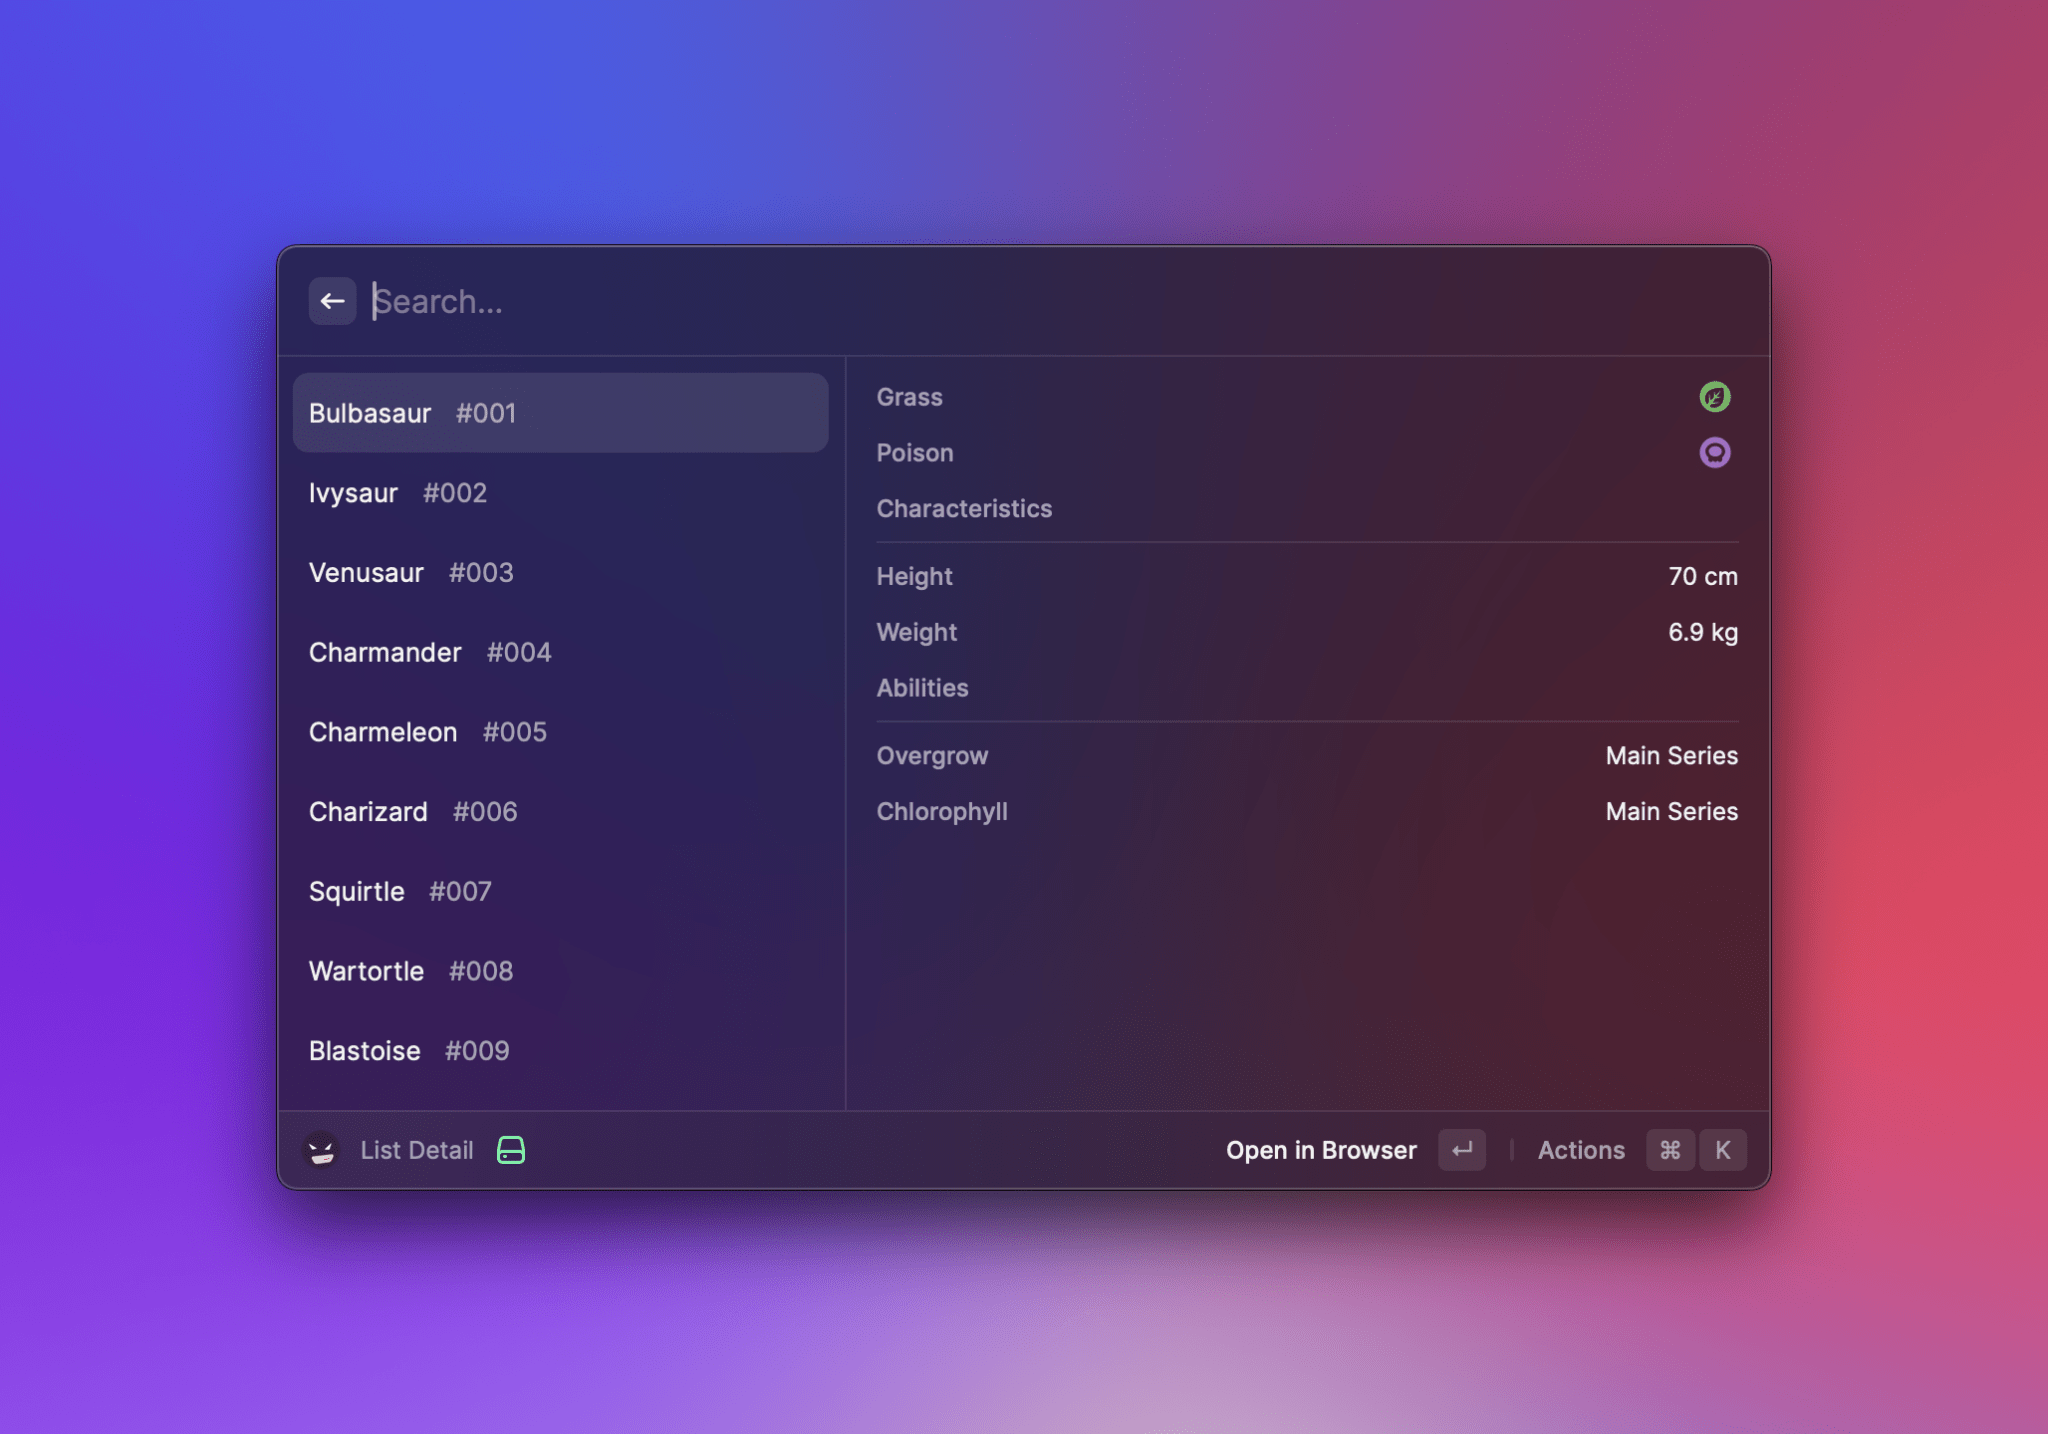 Search...
Bulbasaur #001
Ivysaur #002
Venusaur #003
Charmander #004
Charmeleon #005
Charizard #006
Squirtle #007
Wartortle #008
Blastoise #009
Grass
Poison
Characteristics
Height 70 cm
Weight 6.9 kg
Abilities
Overgrow Main Series
Chlorophyll Main Series
List Detail
Open in Browser ↵ Actions ⌘ K